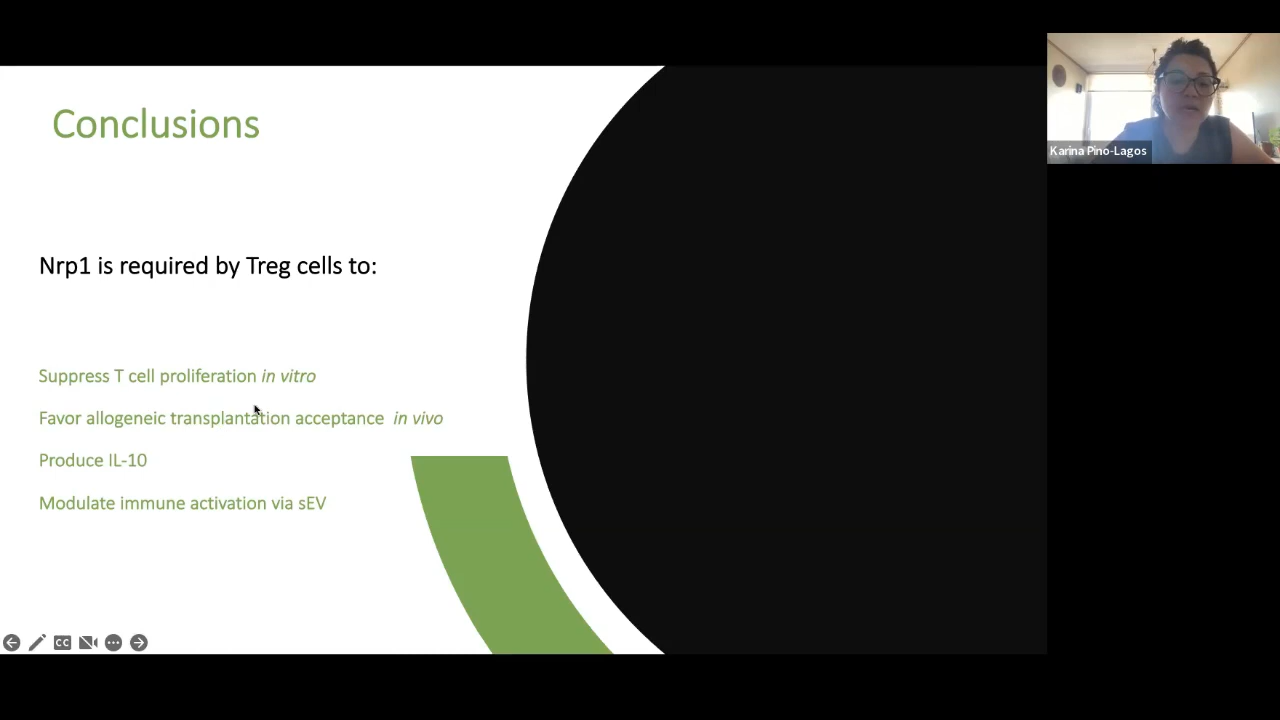 Conclusions
Nrp1 is required by Treg cells to:
Suppress T cell proliferation in vitro
Favor allogeneic transplantation acceptance in vivo
Produce IL-10
Modulate immune activation via sEV
CC
Karina Pino-Lagos